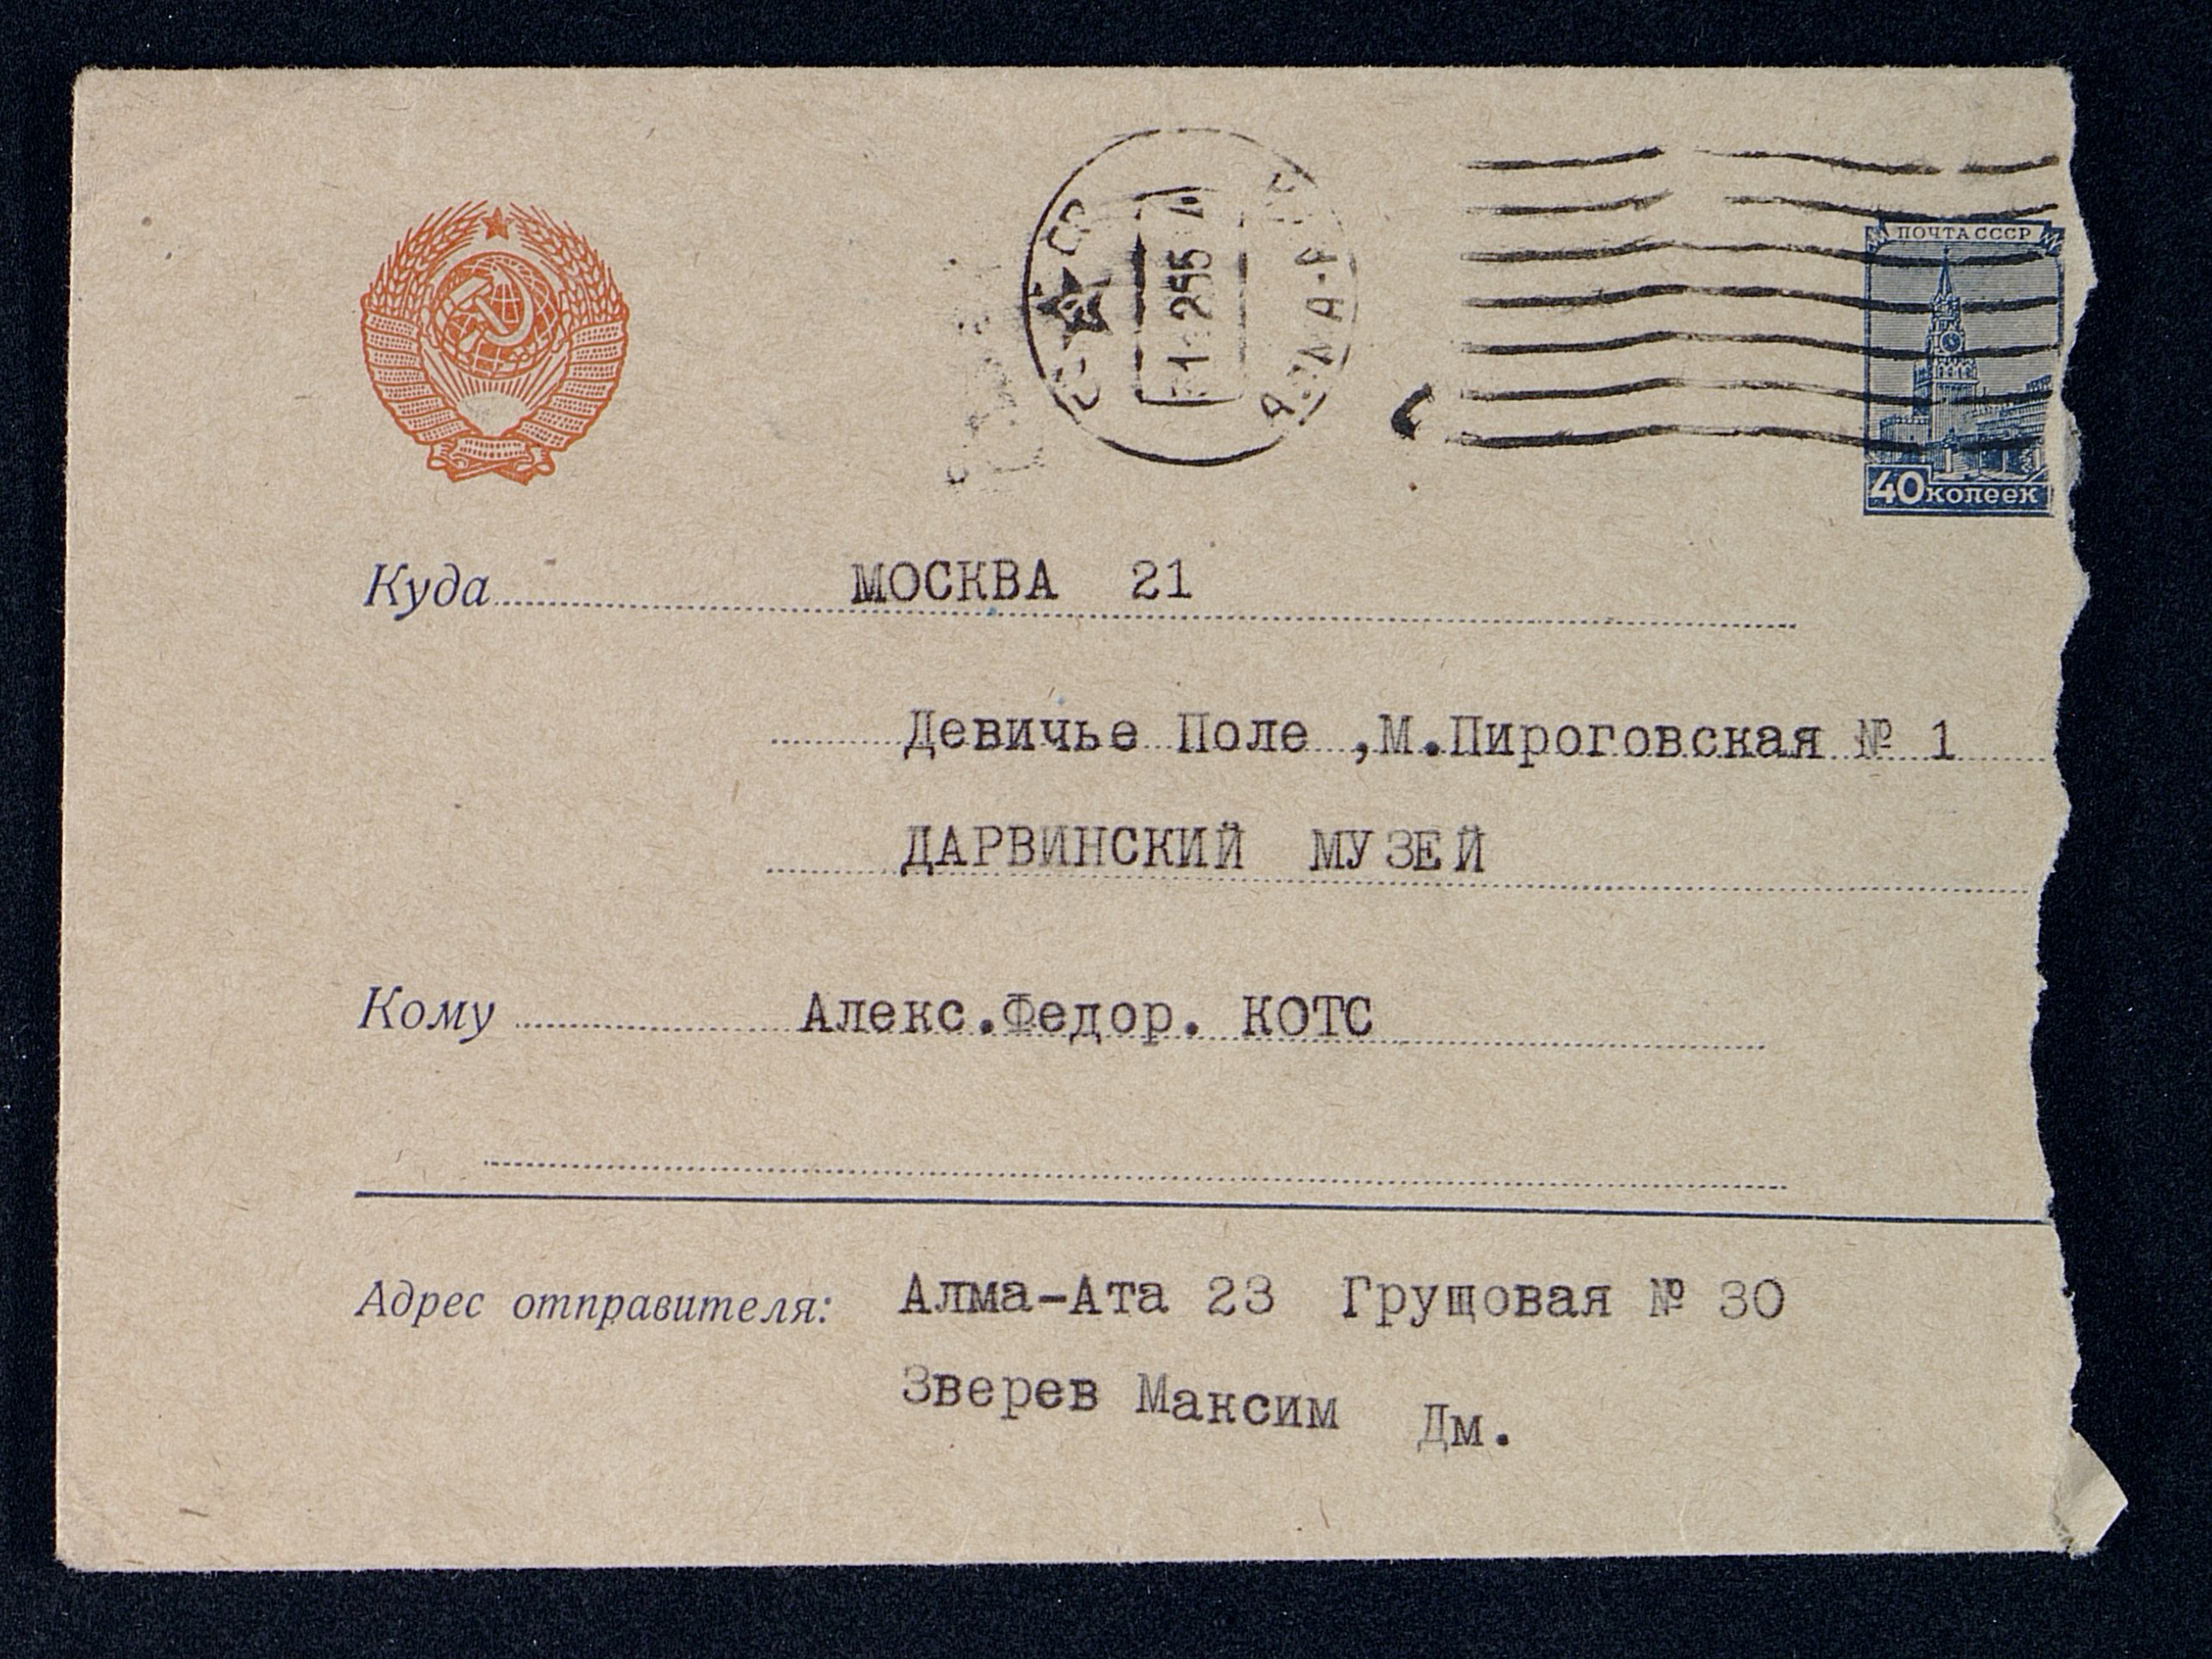 ПОЧТА СССР
40 копеек
Куда МОСКВА 21
Девичье Поле ,М.Пироговская № 1
ДАРВИНСКИЙ МУЗЕЙ
Кому Алекс.Федор. КОТС
Адрес отправителя: Алма-Ата 23 Грущовая № 30
Зверев Максим Дм.